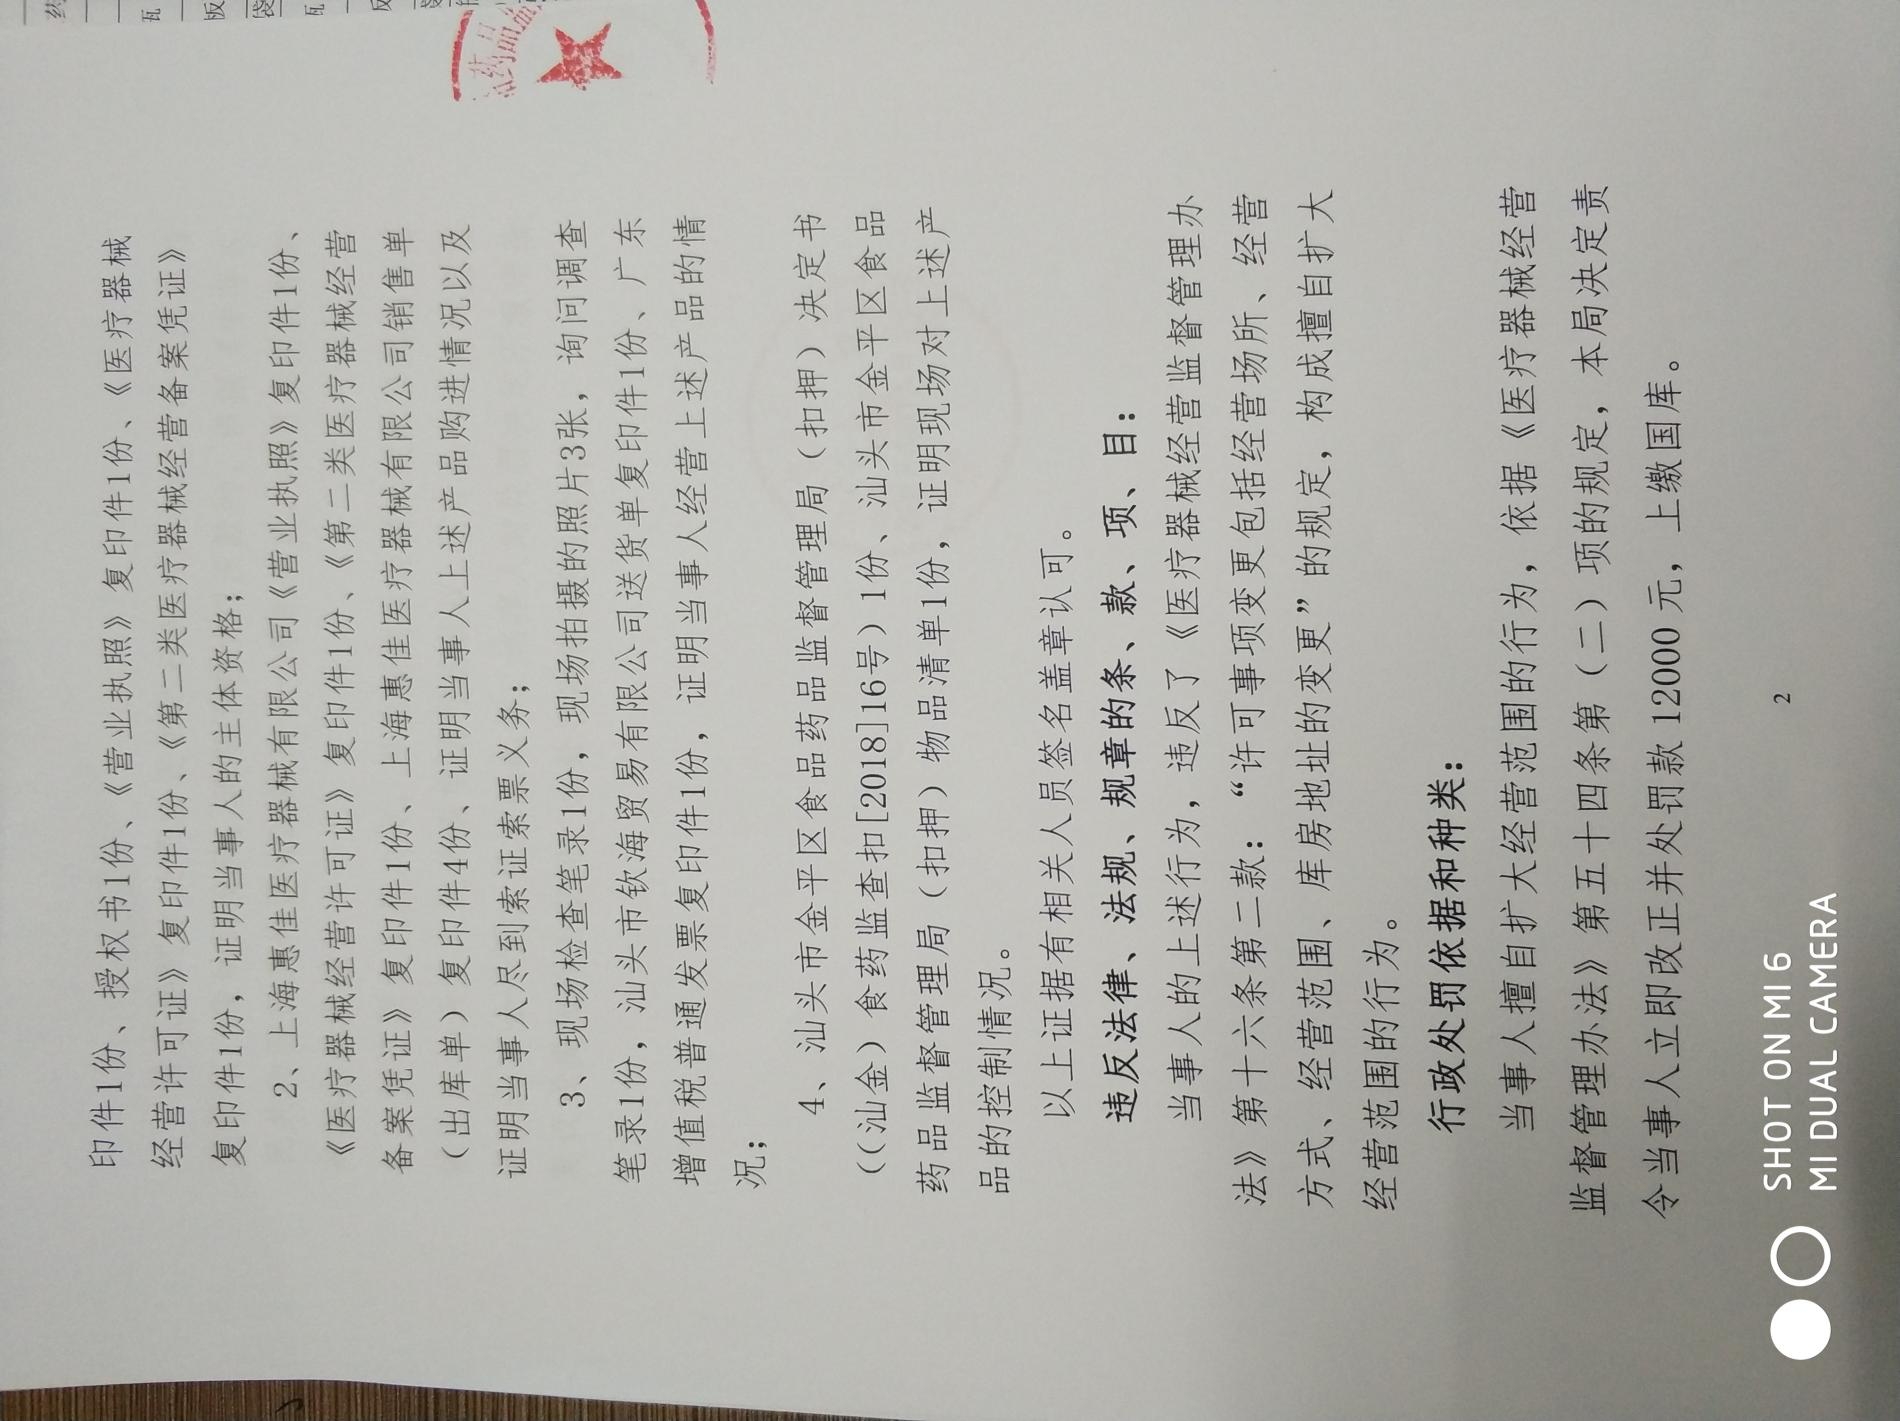 印件1份、授权书1份、《营业执照》复印件1份、《医疗器械
经营许可证》复印件1份、《第二类医疗器械经营备案凭证》
复印件1份，证明当事人的主体资格；
2、上海惠佳医疗器械有限公司《营业执照》复印件1份、
《医疗器械经营许可证》复印件1份、《第二类医疗器械经营
备案凭证》复印件1份、上海惠佳医疗器械有限公司销售单
（出库单）复印件4份、证明当事人上述产品购进情况以及
证明当事人尽到索证索票义务；
3、现场检查笔录1份，现场拍摄的照片3张，询问调查
笔录1份，汕头市钦海贸易有限公司送货单复印件1份、广东
增值税普通发票复印件1份，证明当事人经营上述产品的情
况；
4、汕头市金平区食品药品监督管理局（扣押）决定书
（(汕金）食药监查扣[2018]16号）1份、汕头市金平区食品
药品监督管理局（扣押）物品清单1份，证明现场对上述产
品的控制情况。
以上证据有相关人员签名盖章认可。
违反法律、法规、规章的条、款、项、目：
当事人的上述行为，违反了《医疗器械经营监督管理办
法》第十六条第二款：“许可事项变更包括经营场所、经营
方式、经营范围、库房地址的变更”的规定，构成擅自扩大
经营范围的行为。
行政处罚依据和种类：
当事人擅自扩大经营范围的行为，依据《医疗器械经营
监督管理办法》第五十四条第（二）项的规定，本局决定责
令当事人立即改正并处罚款 12000 元，上缴国库。
2
药品
SHOT ON MI 6
MI DUAL CAMERA